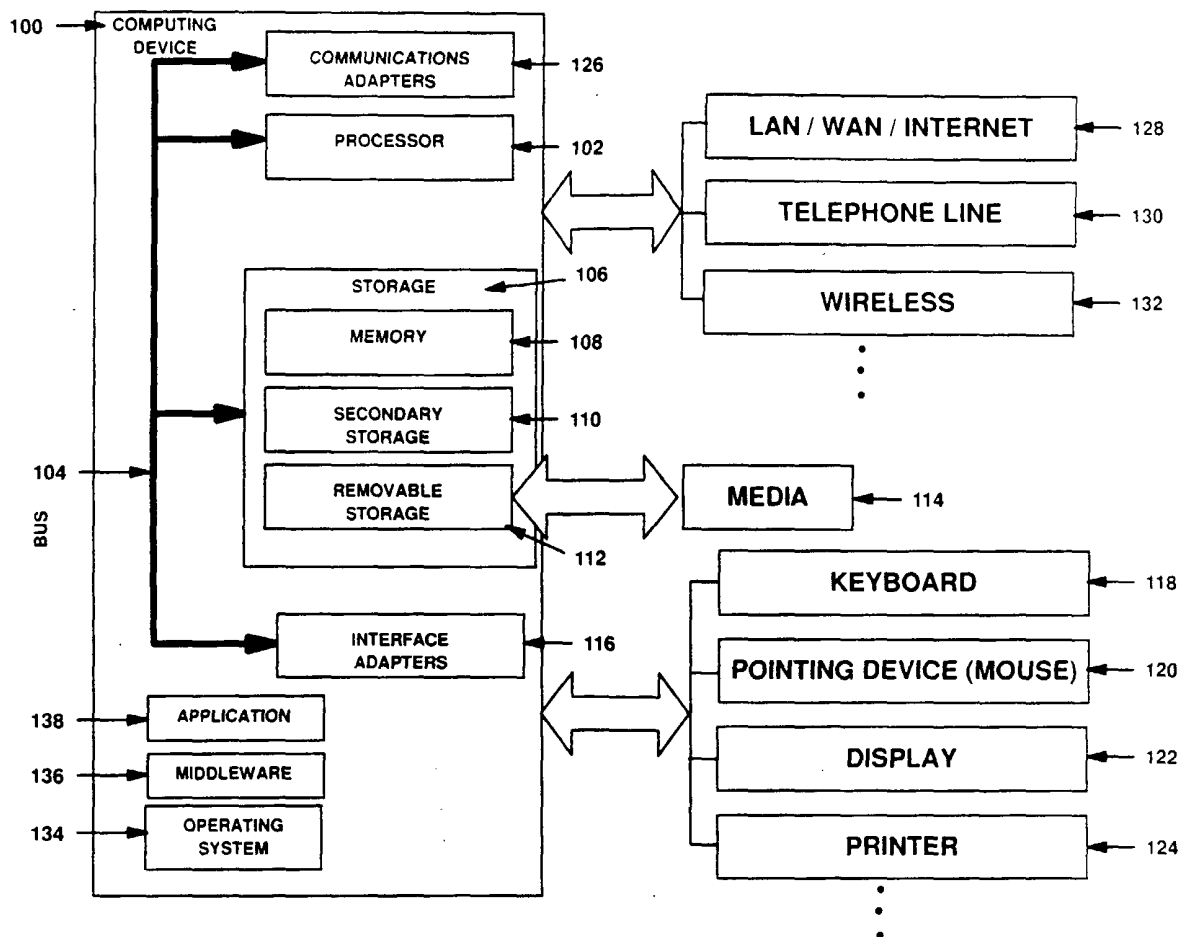 100
COMPUTING
DEVICE
COMMUNICATIONS
ADAPTERS
126
PROCESSOR
102
STORAGE
106
MEMORY
108
SECONDARY
STORAGE
110
REMOVABLE
STORAGE
112
104
BUS
INTERFACE
ADAPTERS
116
138
APPLICATION
136
MIDDLEWARE
134
OPERATING
SYSTEM
LAN / WAN / INTERNET
128
TELEPHONE LINE
130
WIRELESS
132
MEDIA
114
KEYBOARD
118
POINTING DEVICE (MOUSE)
120
DISPLAY
122
PRINTER
124